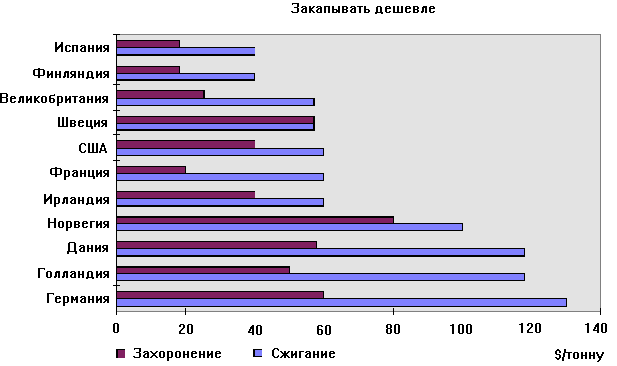 Закапывать дешевле
Испания
Финляндия
Великобритания
Швеция
США
Франция
Ирландия
Норвегия
Дания
Голландия
Германия
0 20 40 60 80 100 120 140
Захоронение Сжигание $/тонну